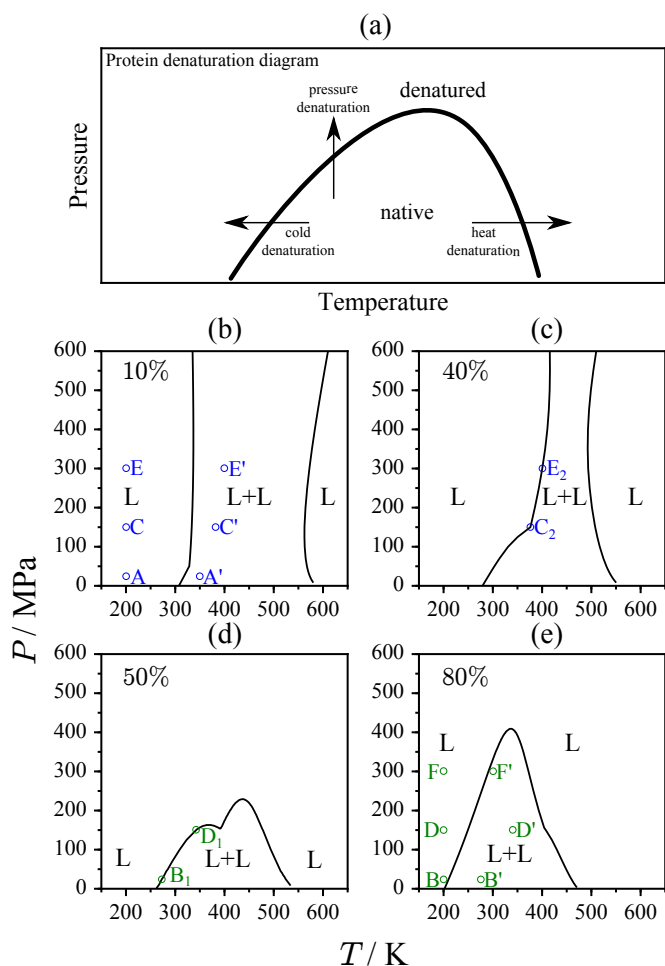 (a)
Protein denaturation diagram
denatured
pressure
denaturation
native
cold
denaturation
heat
denaturation
Pressure
Temperature
(b)
(c)
600
500
400
300
200
100
0
10%
E
E'
L
L+L
L
C
C'
A
A'
200 300 400 500 600
600
500
400
300
200
100
0
40%
E₂
L
L+L
L
C₂
200 300 400 500 600
P / MPa
(d)
(e)
600
500
400
300
200
100
0
50%
D₁
L
L+L
L
B₁
200 300 400 500 600
600
500
400
300
200
100
0
80%
L
L
F
F'
D
D'
L+L
B
B'
200 300 400 500 600
T / K